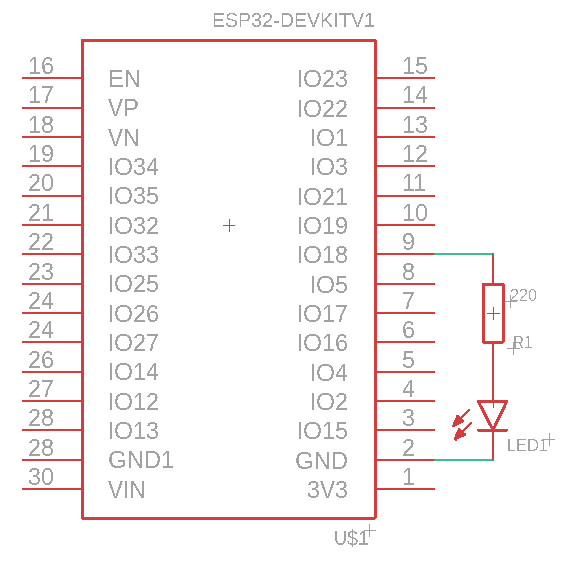 ESP32-DEVKITV1
16 EN IO23 15
17 VP IO22 14
18 VN IO1 13
19 IO34 IO3 12
20 IO35 IO21 11
21 IO32 IO19 10
22 IO33 IO18 9
23 IO25 IO5 8
24 IO26 IO17 7
24 IO27 IO16 6
26 IO14 IO4 5
27 IO12 IO2 4
28 IO13 IO15 3
28 GND1 GND 2
30 VIN 3V3 1
220
R1
LED1
U$1